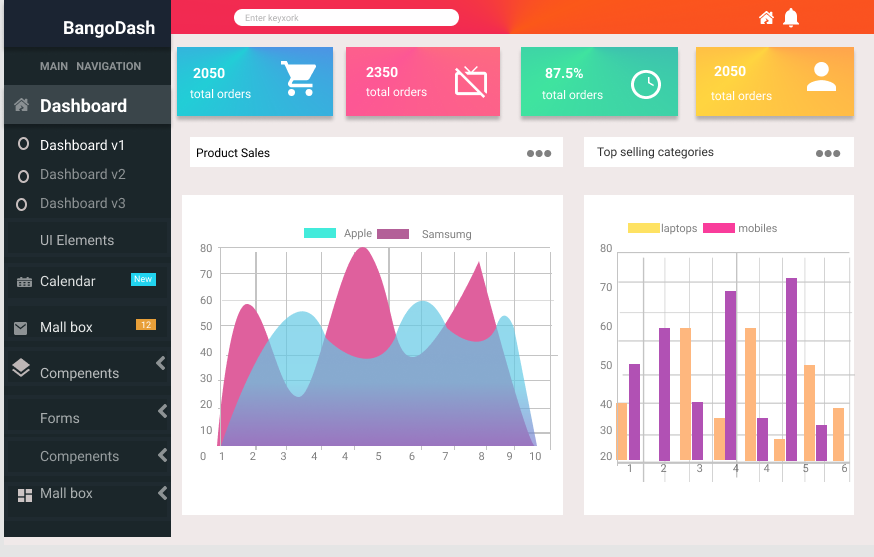 BangoDash
Enter keyxork
MAIN NAVIGATION
Dashboard
Dashboard v1
Dashboard v2
Dashboard v3
UI Elements
Calendar
New
Mall box
12
Compenents
Forms
Compenents
Mall box
2050
total orders
2350
total orders
87.5%
total orders
2050
total orders
Product Sales
Apple Samsumg
80
70
60
50
40
30
20
10
0 1 2 3 4 4 5 6 7 8 9 10
Top selling categories
laptops mobiles
80
70
60
50
40
30
20
1 2 3 4 4 5 6